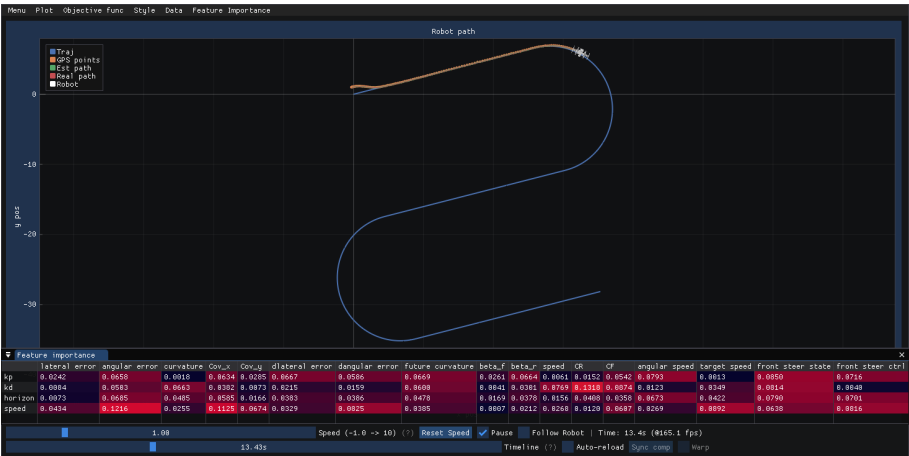 Menu Plot Objective func Style Data Feature Importance
Robot path
Traj
GPS points
Est path
Real path
Robot
0
-10
-20
-30
y pos
Feature importance
lateral error angular error curvature Cov_x Cov_y dlateral error dangular error future curvature beta_f beta_r speed CR CF angular speed target speed front steer state front steer ctrl
kp 0.0242 0.0658 0.0018 0.0634 0.0285 0.0667 0.0586 0.0669 0.0261 0.0664 0.0061 0.0152 0.0542 0.0793 0.0013 0.0850 0.0716
kd 0.0084 0.0583 0.0663 0.0382 0.0073 0.0215 0.0159 0.0608 0.0041 0.0381 0.0769 0.1318 0.0874 0.0123 0.0349 0.0814 0.0048
horizon 0.0073 0.0685 0.0485 0.0585 0.0166 0.0383 0.0386 0.0478 0.0169 0.0378 0.0156 0.0408 0.0358 0.0673 0.0422 0.0790 0.0701
speed 0.0434 0.1216 0.0255 0.1125 0.0674 0.0329 0.0825 0.0385 0.0007 0.0212 0.0260 0.0120 0.0607 0.0269 0.0892 0.0638 0.0816
1.00 Speed (-1.0 -> 10) (?) Reset Speed Pause Follow Robot | Time: 13.4s (@165.1 fps)
13.43s Timeline (?) Auto-reload Sync comp Warp